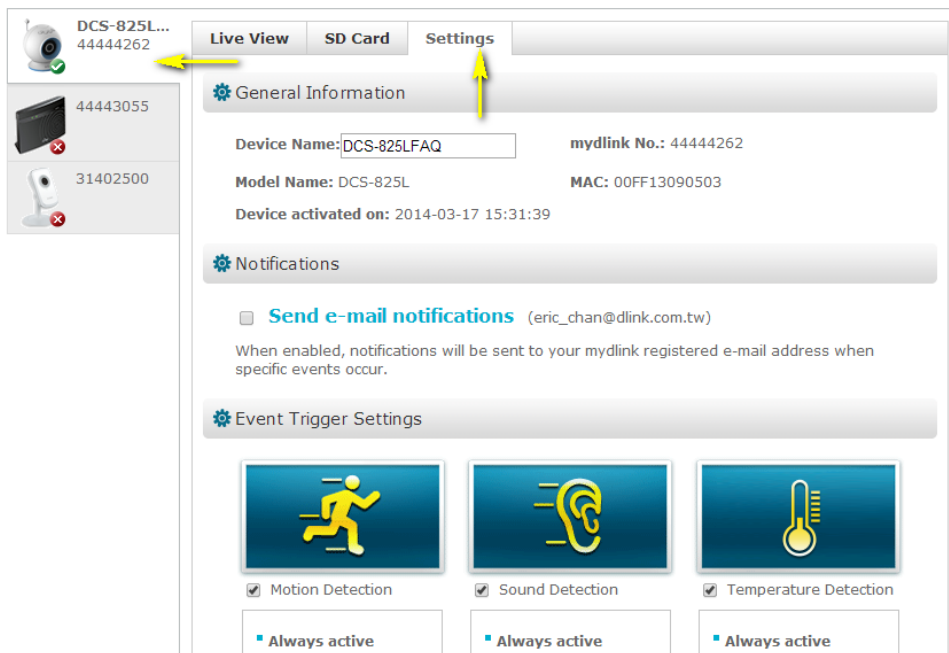 DCS-825L...
44444262
44443055
31402500
Live View
SD Card
Settings
General Information
Device Name: DCS-825LFAQ
mydlink No.: 44444262
Model Name: DCS-825L
MAC: 00FF13090503
Device activated on: 2014-03-17 15:31:39
Notifications
Send e-mail notifications (eric_chan@dlink.com.tw)
When enabled, notifications will be sent to your mydlink registered e-mail address when
specific events occur.
Event Trigger Settings
Motion Detection
Sound Detection
Temperature Detection
Always active
Always active
Always active